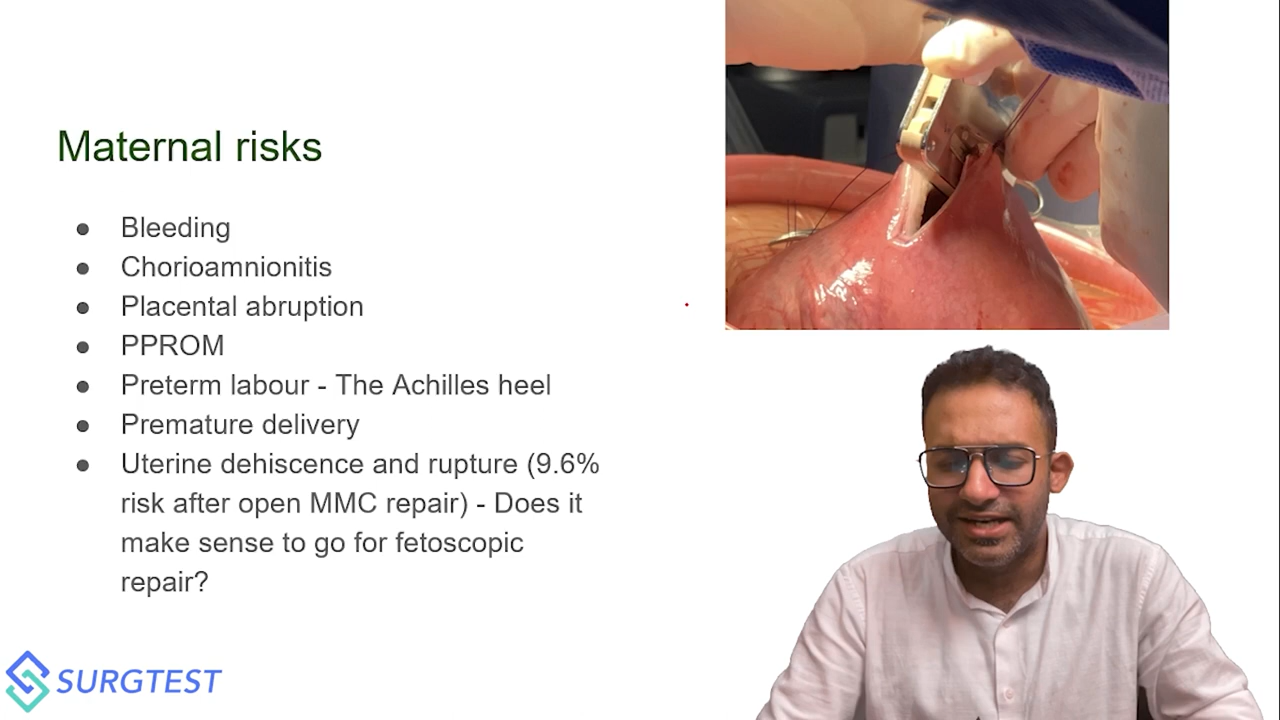 Maternal risks
● Bleeding
● Chorioamnionitis
● Placental abruption
● PPROM
● Preterm labour - The Achilles heel
● Premature delivery
● Uterine dehiscence and rupture (9.6%
risk after open MMC repair) - Does it
make sense to go for fetoscopic
repair?
SURGTEST